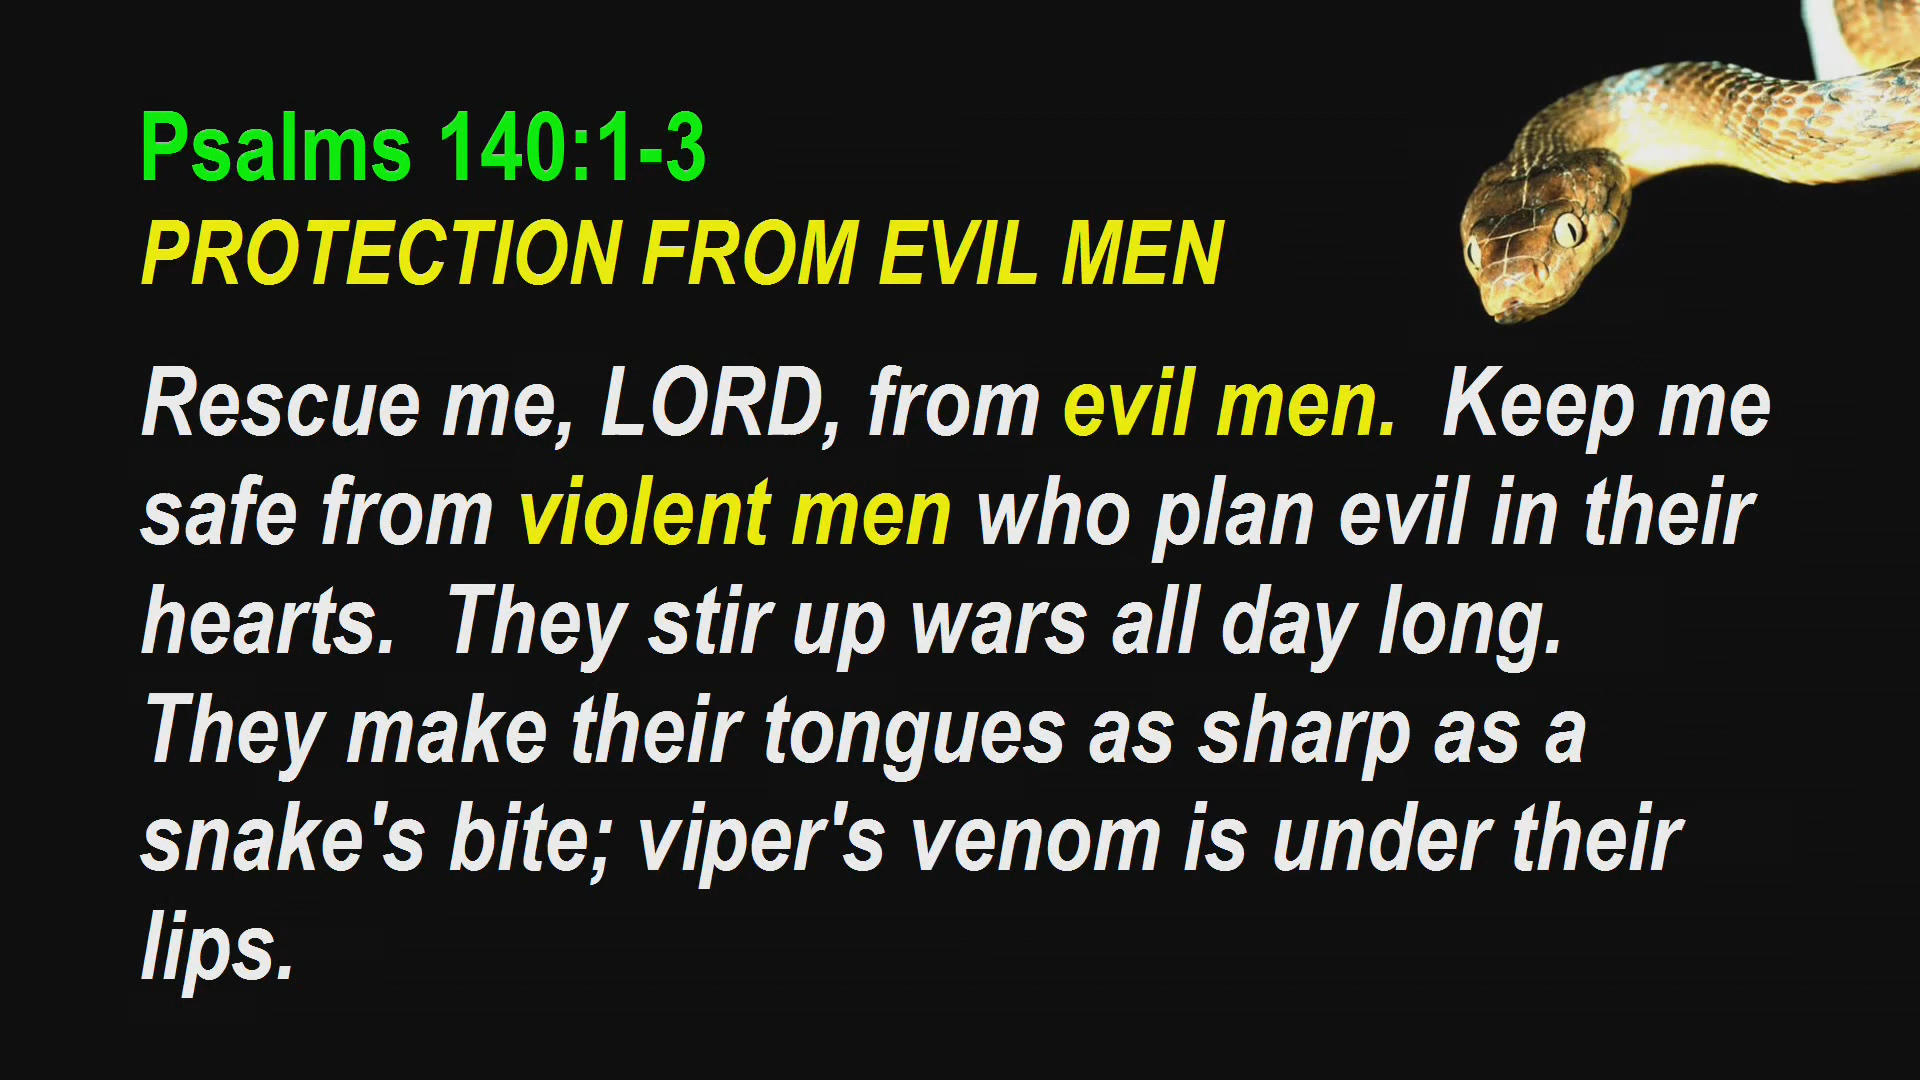 Psalms 140:1-3
PROTECTION FROM EVIL MEN
Rescue me, LORD, from evil men.  Keep me
safe from violent men who plan evil in their
hearts.  They stir up wars all day long.
They make their tongues as sharp as a
snake's bite; viper's venom is under their
lips.